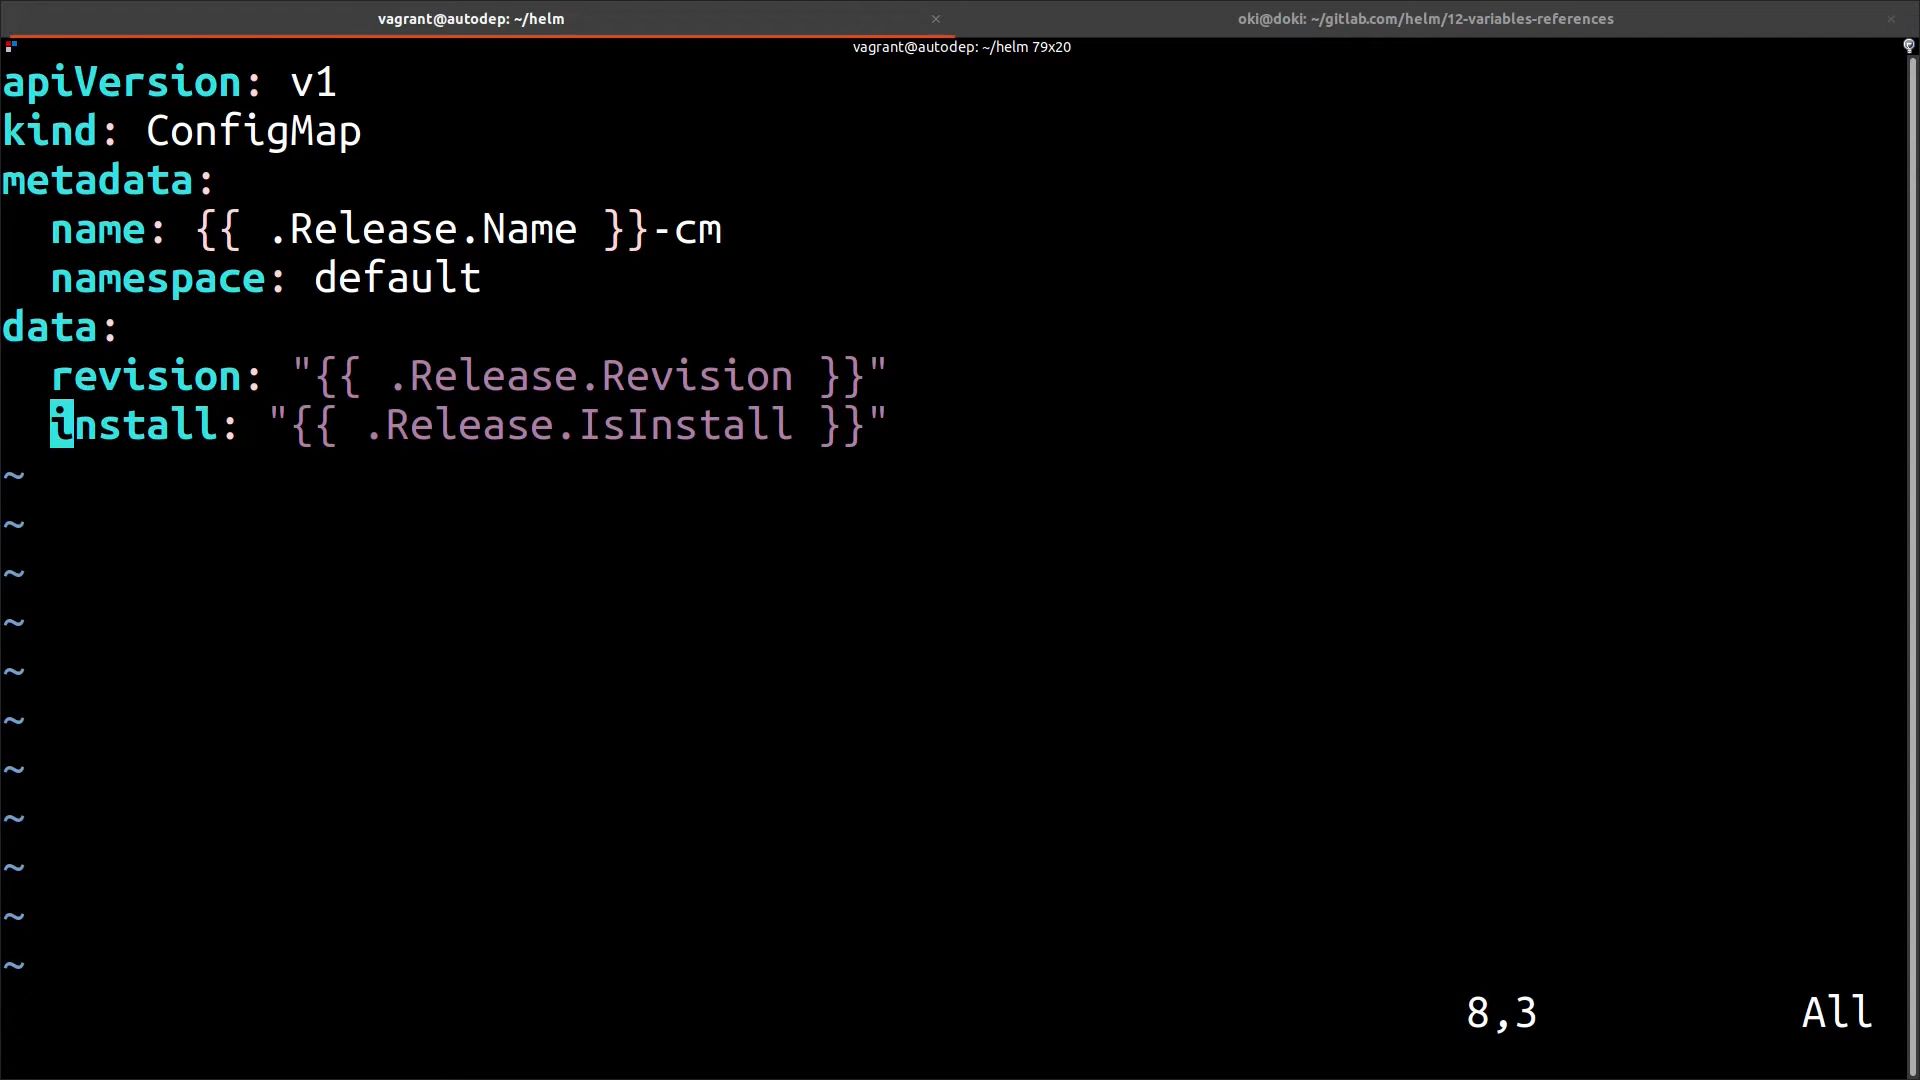 vagrant@autodep: ~/helm × oki@doki: ~/gitlab.com/helm/12-variables-references ×
vagrant@autodep: ~/helm 79x20
apiVersion: v1
kind: ConfigMap
metadata:
  name: {{ .Release.Name }}-cm
  namespace: default
data:
  revision: "{{ .Release.Revision }}"
  install: "{{ .Release.IsInstall }}"
~
~
~
~
~
~
~
~
~
~
~
8,3 All